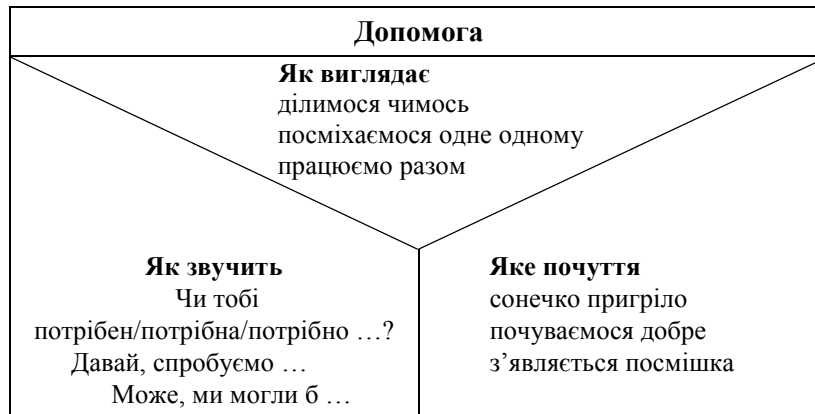 Допомога
Як виглядає
ділимося чимось
посміхаємося одне одному
працюємо разом
Як звучить
Чи тобі
потрібен/потрібна/потрібно …?
Давай, спробуємо …
Може, ми могли б …
Яке почуття
сонечко пригріло
почуваємося добре
з’являється посмішка